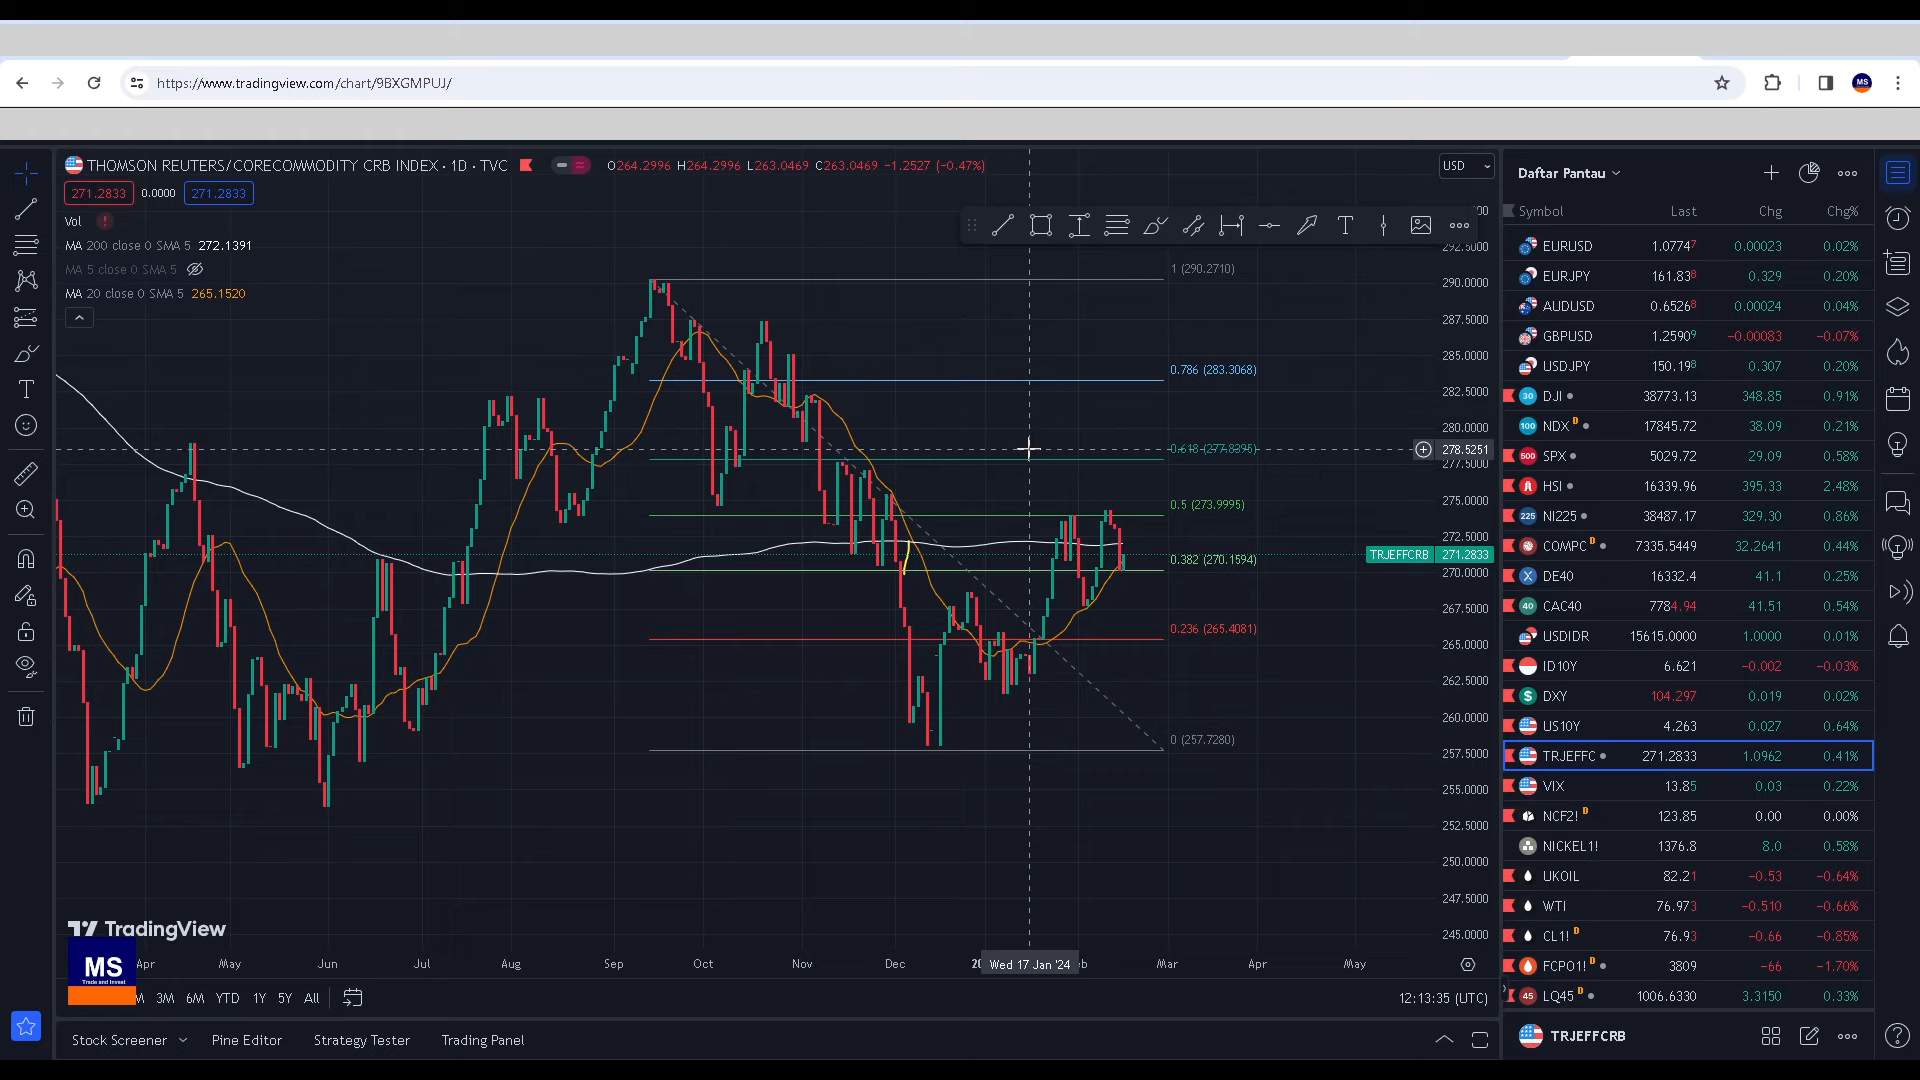 https://www.tradingview.com/chart/9BXGMPUJ/
MS
THOMSON REUTERS/CORECOMMODITY CRB INDEX · 1D · TVC O264.2996 H264.2996 L263.0469 C263.0469 −1.2527 (−0.47%)
USD
271.2833 0.0000 271.2833
Vol
MA 200 close 0 SMA 5 272.1391
MA 5 close 0 SMA 5
MA 20 close 0 SMA 5 265.1520
1 (290.2710)
0.786 (283.3068)
0.618 (277.8395)
0.5 (273.9995)
0.382 (270.1594)
0.236 (265.4081)
0 (257.7280)
292.5000
290.0000
287.5000
285.0000
282.5000
280.0000
278.5251
277.5000
275.0000
272.5000
TRJEFFCRB 271.2833
270.0000
267.5000
265.0000
262.5000
260.0000
257.5000
255.0000
252.5000
250.0000
247.5000
245.0000
TradingView
MS
Trade and Invest
Apr May Jun Jul Aug Sep Oct Nov Dec Wed 17 Jan '24 Mar Apr May
3M 6M YTD 1Y 5Y All
12:13:35 (UTC)
Stock Screener Pine Editor Strategy Tester Trading Panel
Daftar Pantau
Symbol Last Chg Chg%
EURUSD 1.07747 0.00023 0.02%
EURJPY 161.838 0.329 0.20%
AUDUSD 0.65268 0.00024 0.04%
GBPUSD 1.25909 −0.00083 −0.07%
USDJPY 150.198 0.307 0.20%
30 DJI 38773.13 348.85 0.91%
100 NDX D 17845.72 38.09 0.21%
500 SPX 5029.72 29.09 0.58%
HSI 16339.96 395.33 2.48%
225 NI225 38487.17 329.30 0.86%
COMPC D 7335.5449 32.2641 0.44%
X DE40 16332.4 41.1 0.25%
40 CAC40 7784.94 41.51 0.54%
USDIDR 15615.0000 1.0000 0.01%
ID10Y 6.621 −0.002 −0.03%
$ DXY 104.297 0.019 0.02%
US10Y 4.263 0.027 0.64%
TRJEFFC 271.2833 1.0962 0.41%
VIX 13.85 0.03 0.22%
NCF2! D 123.85 0.00 0.00%
NICKEL1! 1376.8 8.0 0.58%
UKOIL 82.21 −0.53 −0.64%
WTI 76.973 −0.510 −0.66%
CL1! D 76.93 −0.66 −0.85%
FCPO1! D 3809 −66 −1.70%
45 LQ45 D 1006.6330 3.3150 0.33%
TRJEFFCRB